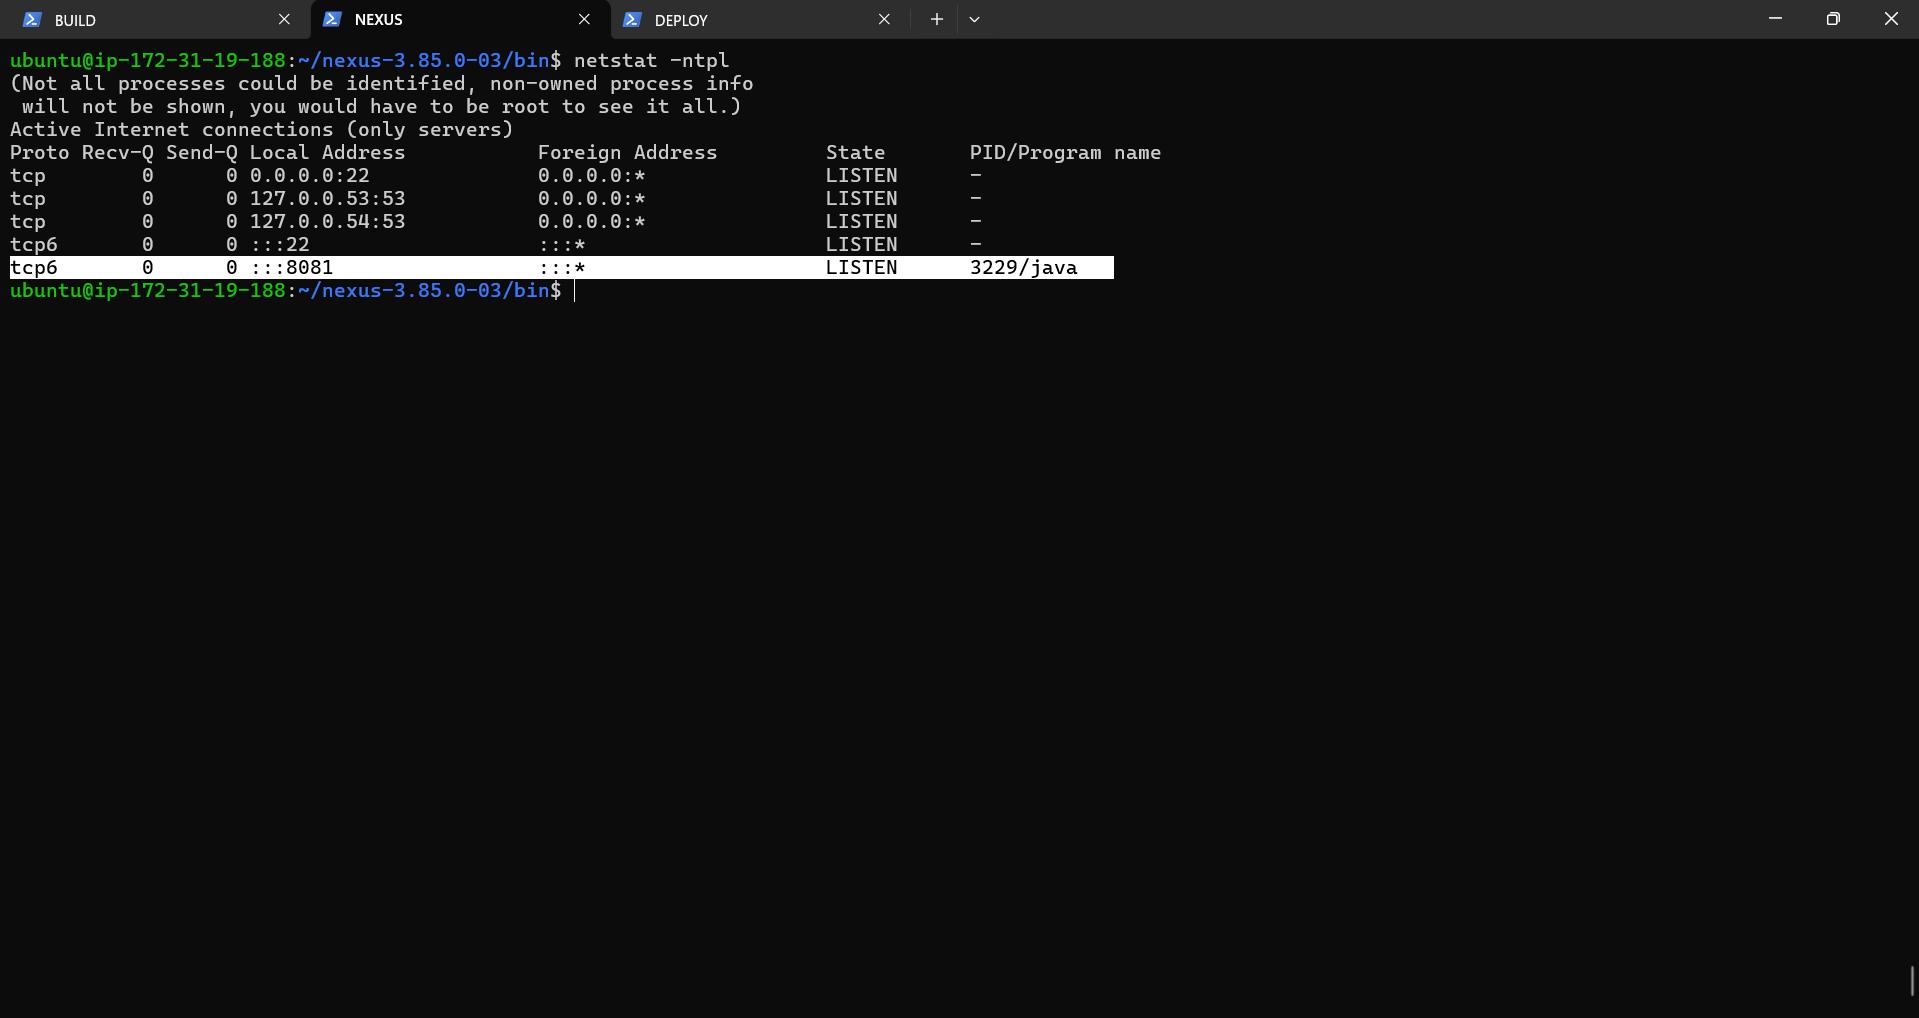 BUILD NEXUS DEPLOY
ubuntu@ip-172-31-19-188:~/nexus-3.85.0-03/bin$ netstat -ntpl
(Not all processes could be identified, non-owned process info
 will not be shown, you would have to be root to see it all.)
Active Internet connections (only servers)
Proto Recv-Q Send-Q Local Address           Foreign Address         State       PID/Program name
tcp        0      0 0.0.0.0:22              0.0.0.0:*               LISTEN      -
tcp        0      0 127.0.0.53:53           0.0.0.0:*               LISTEN      -
tcp        0      0 127.0.0.54:53           0.0.0.0:*               LISTEN      -
tcp6       0      0 :::22                   :::*                    LISTEN      -
tcp6       0      0 :::8081                 :::*                    LISTEN      3229/java
ubuntu@ip-172-31-19-188:~/nexus-3.85.0-03/bin$